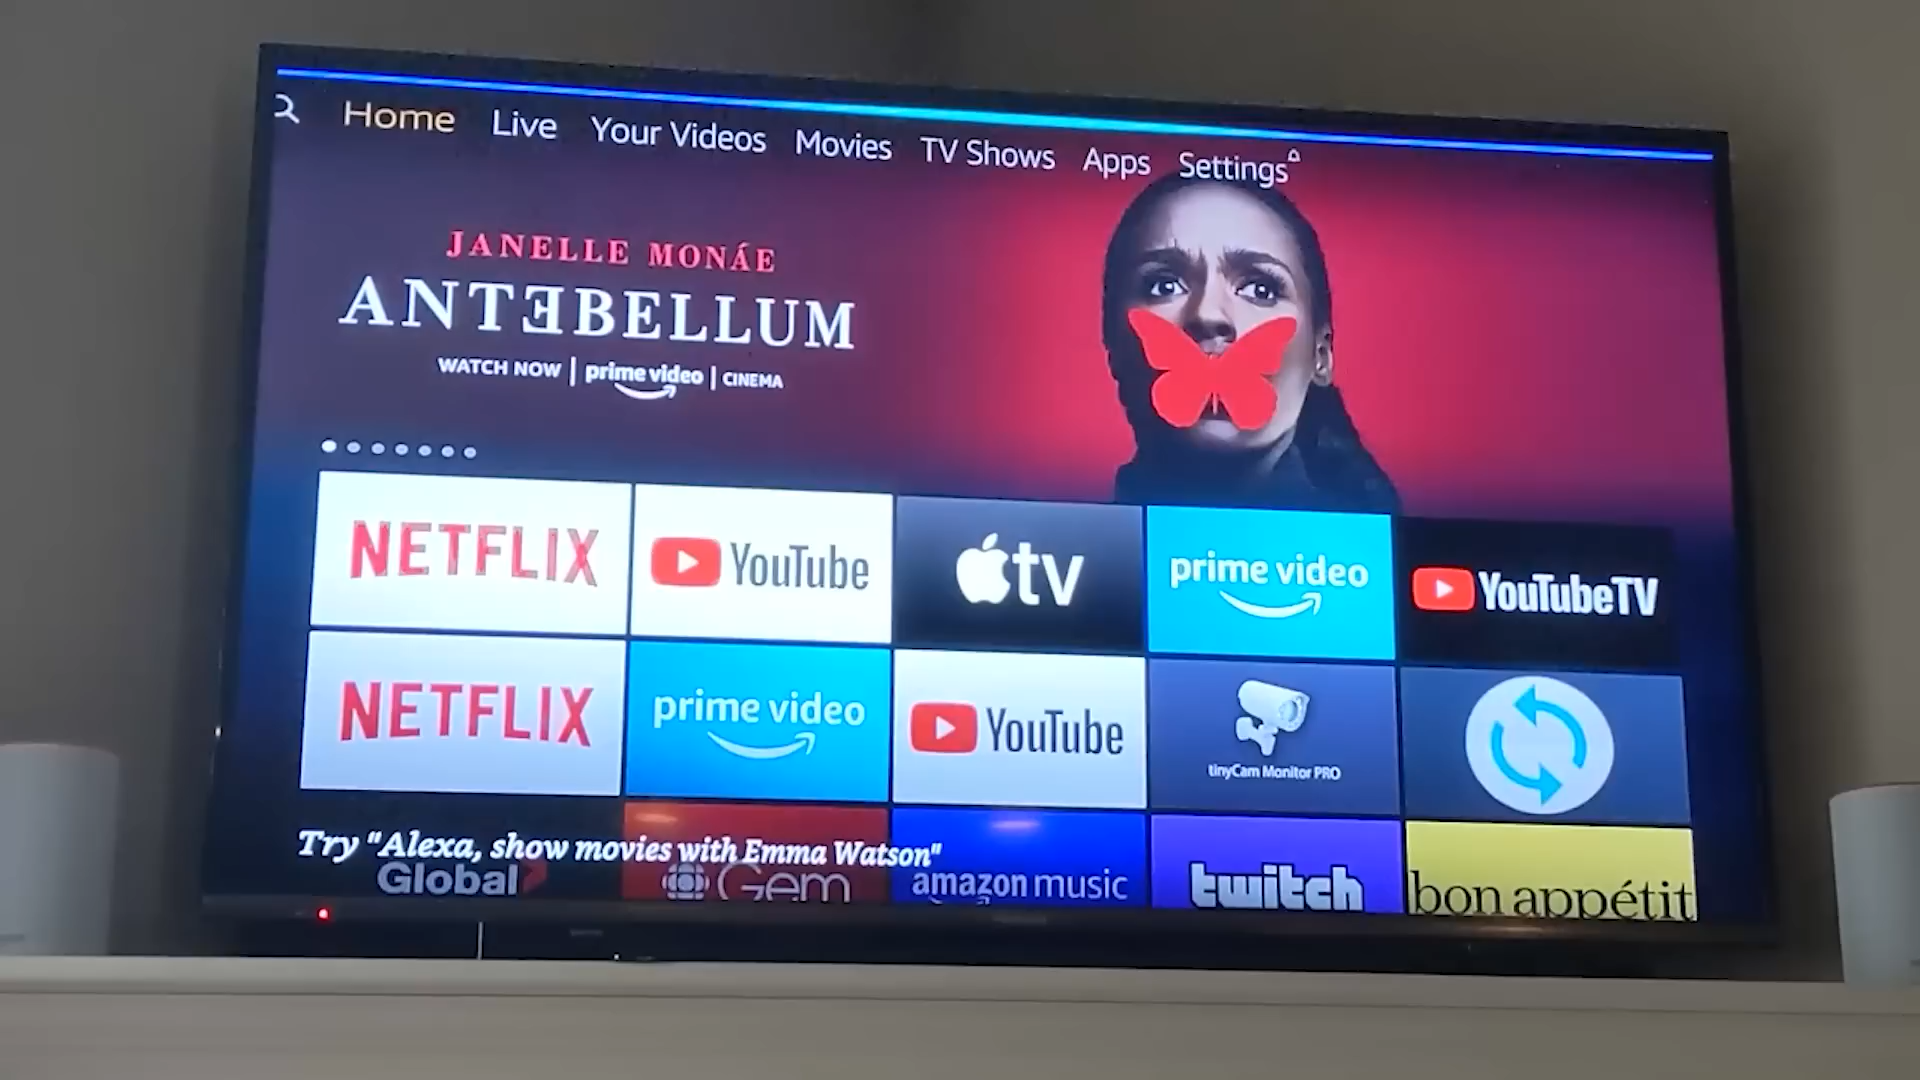 Home Live Your Videos Movies TV Shows Apps Settings
JANELLE MONÁE
ANTƎBELLUM
WATCH NOW | prime video | CINEMA
NETFLIX YouTube tv prime video YouTubeTV
NETFLIX prime video YouTube tinyCam Monitor PRO
Try "Alexa, show movies with Emma Watson"
Global Gem amazon music twitch bon appétit